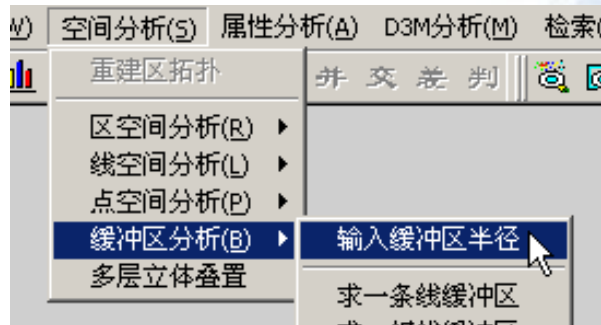 空间分析(S) 属性分析(A) D3M分析(M) 检索(
重建区拓扑
并 交 差 判
区空间分析(R)
线空间分析(L)
点空间分析(P)
缓冲区分析(B) 输入缓冲区半径
多层立体叠置
求一条线缓冲区